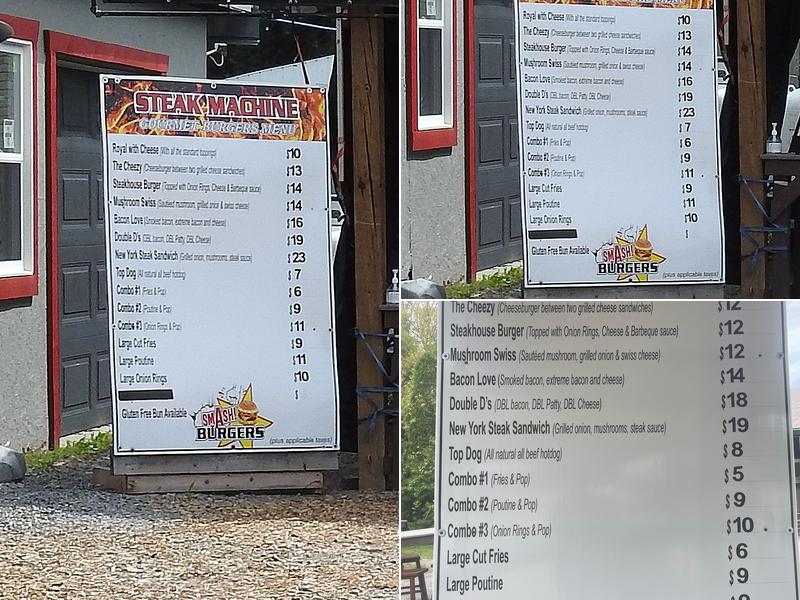 STEAK MACHINE
GOURMET BURGERS MENU
Royal with Cheese (With all the standard toppings) $10
The Cheezy (Cheeseburger between two grilled cheese sandwiches) $13
Steakhouse Burger (Topped with Onion Rings, Cheese & Barbeque sauce) $14
Mushroom Swiss (Sautéed mushroom, grilled onion & swiss cheese) $14
Bacon Love (Smoked bacon, extreme bacon and cheese) $16
Double D's (DBL bacon, DBL Patty, DBL Cheese) $19
New York Steak Sandwich (Grilled onion, mushrooms, steak sauce) $23
Top Dog (All natural all beef hotdog) $7
Combo #1 (Fries & Pop) $6
Combo #2 (Poutine & Pop) $9
Combo #3 (Onion Rings & Pop) $11
Large Cut Fries $9
Large Poutine $11
Large Onion Rings $10
Gluten Free Bun Available
SMASH!
BURGERS
(plus applicable taxes)
Royal with Cheese (With all the standard toppings) $10
The Cheezy (Cheeseburger between two grilled cheese sandwiches) $13
Steakhouse Burger (Topped with Onion Rings, Cheese & Barbeque sauce) $14
Mushroom Swiss (Sautéed mushroom, grilled onion & swiss cheese) $14
Bacon Love (Smoked bacon, extreme bacon and cheese) $16
Double D's (DBL bacon, DBL Patty, DBL Cheese) $19
New York Steak Sandwich (Grilled onion, mushrooms, steak sauce) $23
Top Dog (All natural all beef hotdog) $7
Combo #1 (Fries & Pop) $6
Combo #2 (Poutine & Pop) $9
Combo #3 (Onion Rings & Pop) $11
Large Cut Fries $9
Large Poutine $11
Large Onion Rings $10
$
Gluten Free Bun Available
SMASH!
BURGERS
(plus applicable taxes)
The Cheezy (Cheeseburger between two grilled cheese sandwiches) $12
Steakhouse Burger (Topped with Onion Rings, Cheese & Barbeque sauce) $12
Mushroom Swiss (Sautéed mushroom, grilled onion & swiss cheese) $12
Bacon Love (Smoked bacon, extreme bacon and cheese) $14
Double D's (DBL bacon, DBL Patty, DBL Cheese) $18
New York Steak Sandwich (Grilled onion, mushrooms, steak sauce) $19
Top Dog (All natural all beef hotdog) $8
Combo #1 (Fries & Pop) $5
Combo #2 (Poutine & Pop) $9
Combo #3 (Onion Rings & Pop) $10
Large Cut Fries $6
Large Poutine $9